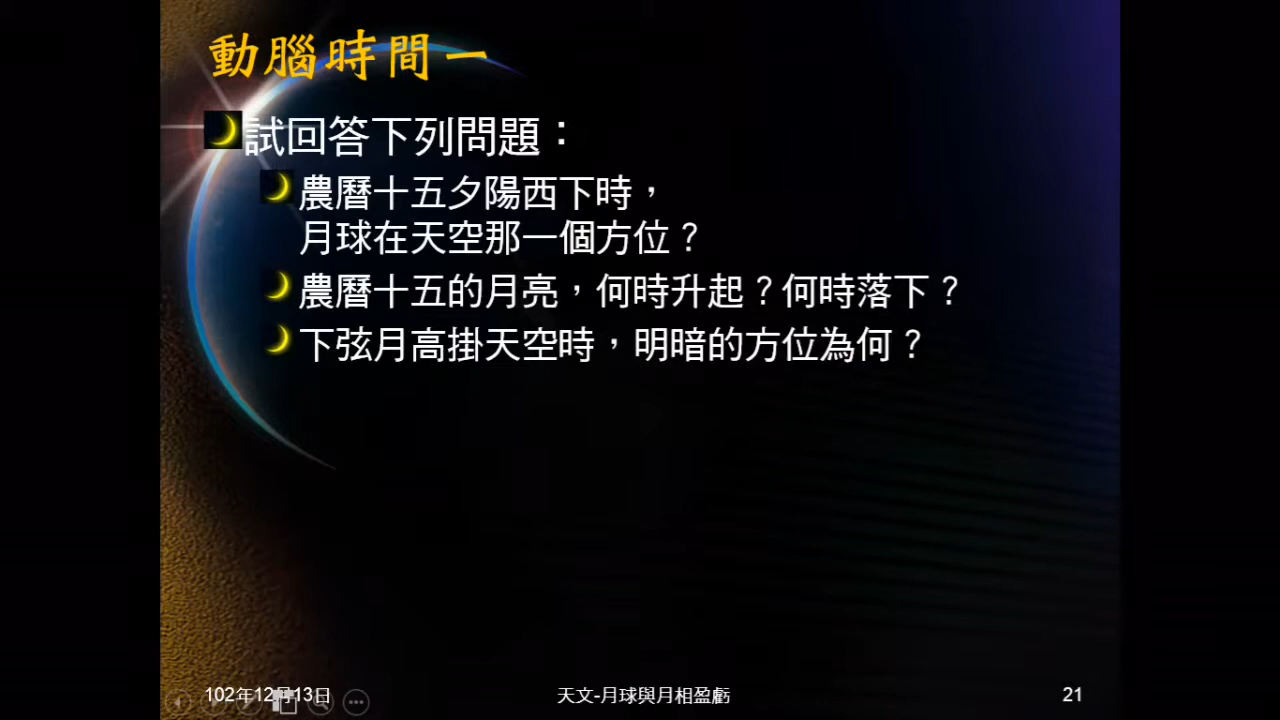 動腦時間一
試回答下列問題：
農曆十五夕陽西下時，
月球在天空那一個方位？
農曆十五的月亮，何時升起？何時落下？
下弦月高掛天空時，明暗的方位為何？
102年12月13日
天文-月球與月相盈虧
21